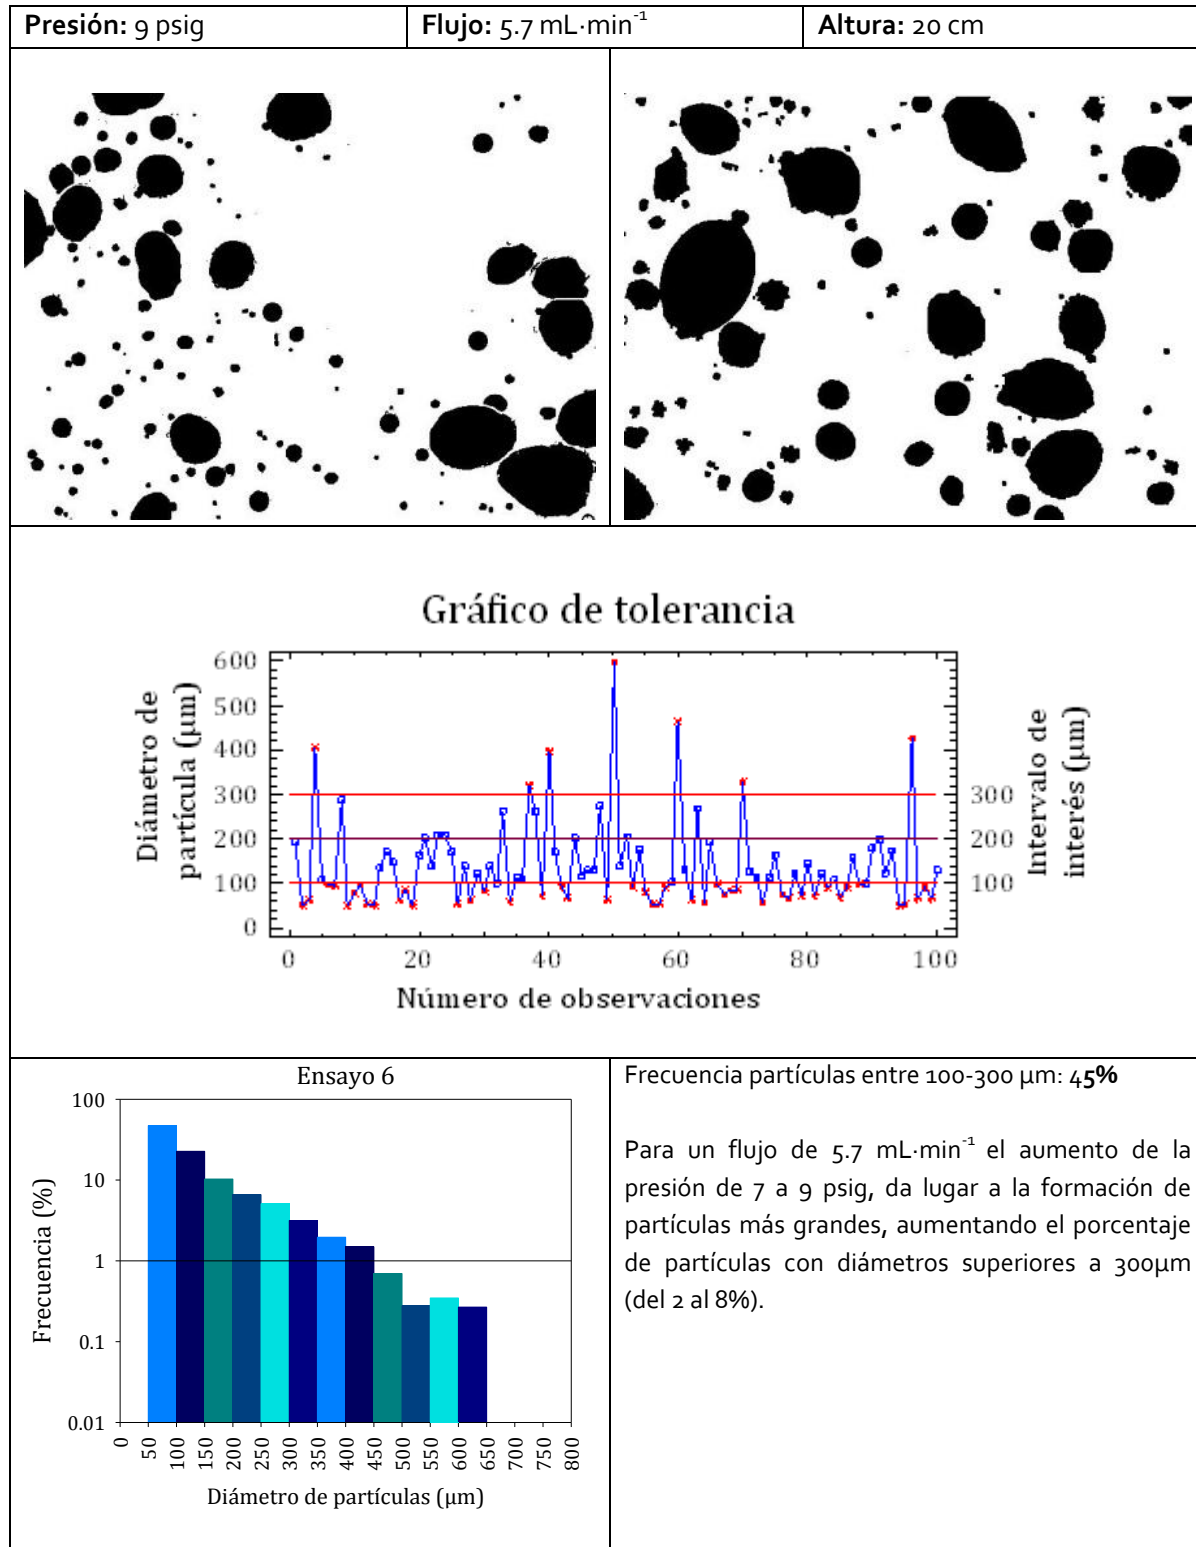 Presión: 9 psig Flujo: 5.7 mL·min⁻¹ Altura: 20 cm
Gráfico de tolerancia
Diámetro de
partícula (µm)
600
500
400
300
200
100
0
300
200
100
Intervalo de
interés (µm)
0 20 40 60 80 100
Número de observaciones
Ensayo 6
Frecuencia (%)
100
10
1
0.1
0.01
0 50 100 150 200 250 300 350 400 450 500 550 600 650 700 750 800
Diámetro de partículas (µm)
Frecuencia partículas entre 100-300 µm: 45%
Para un flujo de 5.7 mL·min⁻¹ el aumento de la
presión de 7 a 9 psig, da lugar a la formación de
partículas más grandes, aumentando el porcentaje
de partículas con diámetros superiores a 300µm
(del 2 al 8%).